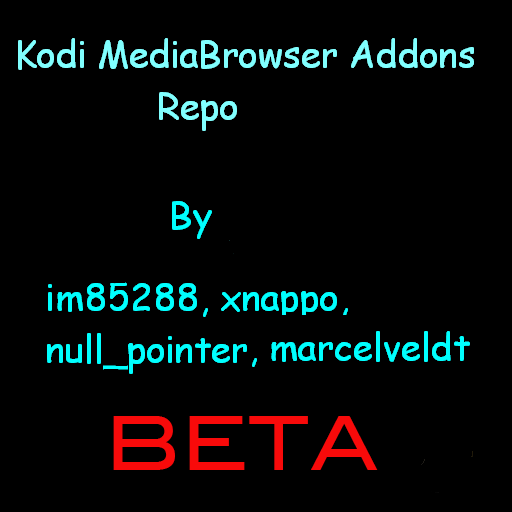 Kodi MediaBrowser Addons
Repo
By
im85288, xnappo,
null_pointer, marcelveldt
BETA